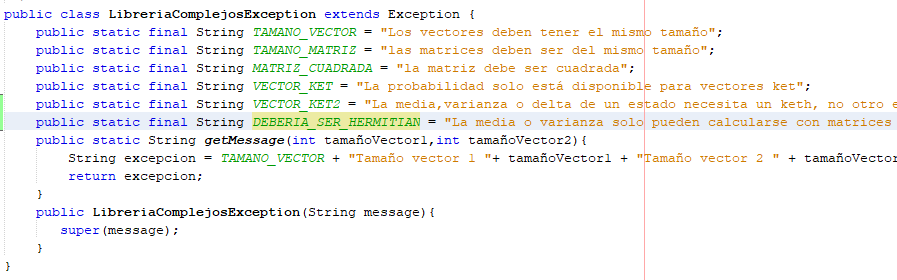 public class LibreriaComplejosException extends Exception {
public static final String TAMANO_VECTOR = "Los vectores deben tener el mismo tamaño";
public static final String TAMANO_MATRIZ = "las matrices deben ser del mismo tamaño";
public static final String MATRIZ_CUADRADA = "la matriz debe ser cuadrada";
public static final String VECTOR_KET = "La probabilidad solo está disponible para vectores ket";
public static final String VECTOR_KET2 = "La media,varianza o delta de un estado necesita un keth, no otro e
public static final String DEBERIA_SER_HERMITIAN = "La media o varianza solo pueden calcularse con matrices
public static String getMessage(int tamañoVector1,int tamañoVector2){
String excepcion = TAMANO_VECTOR + "Tamaño vector 1 "+ tamañoVector1 + "Tamaño vector 2 " + tamañoVector
return excepcion;
}
public LibreriaComplejosException(String message){
super(message);
}
}